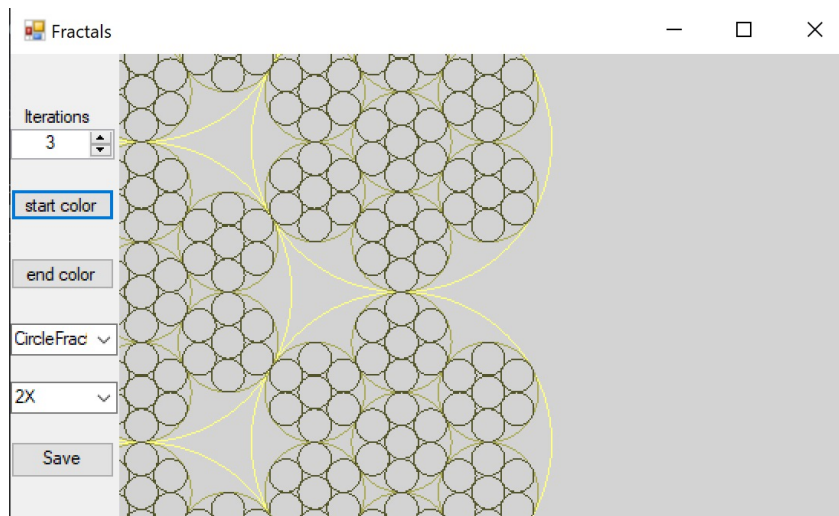 Fractals
Iterations
3
start color
end color
CircleFract
2X
Save